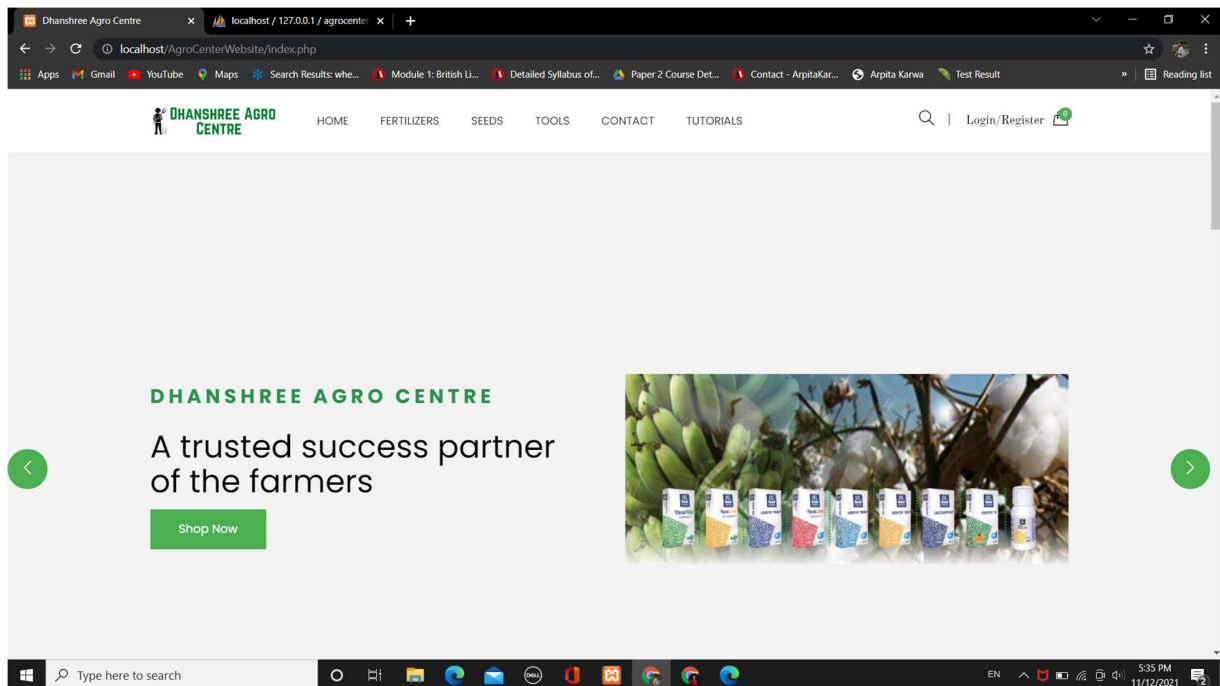 Dhanshree Agro Centre
localhost / 127.0.0.1 / agrocenter
localhost/AgroCenterWebsite/index.php
Apps Gmail YouTube Maps Search Results: whe... Module 1: British Li... Detailed Syllabus of... Paper 2 Course Det... Contact - ArpitaKar... Arpita Karwa Test Result » Reading list
DHANSHREE AGRO
CENTRE
HOME FERTILIZERS SEEDS TOOLS CONTACT TUTORIALS
| Login/Register 0
DHANSHREE AGRO CENTRE
A trusted success partner
of the farmers
Shop Now
Type here to search
DELL
EN
5:35 PM
11/12/2021
2